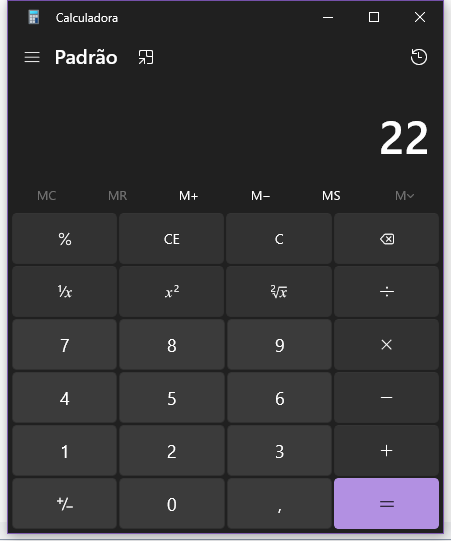 Calculadora
Padrão
22
MC MR M+ M− MS M
% CE C
¹/x x² ²√x ÷
7 8 9 ×
4 5 6 −
1 2 3 +
+/− 0 , =